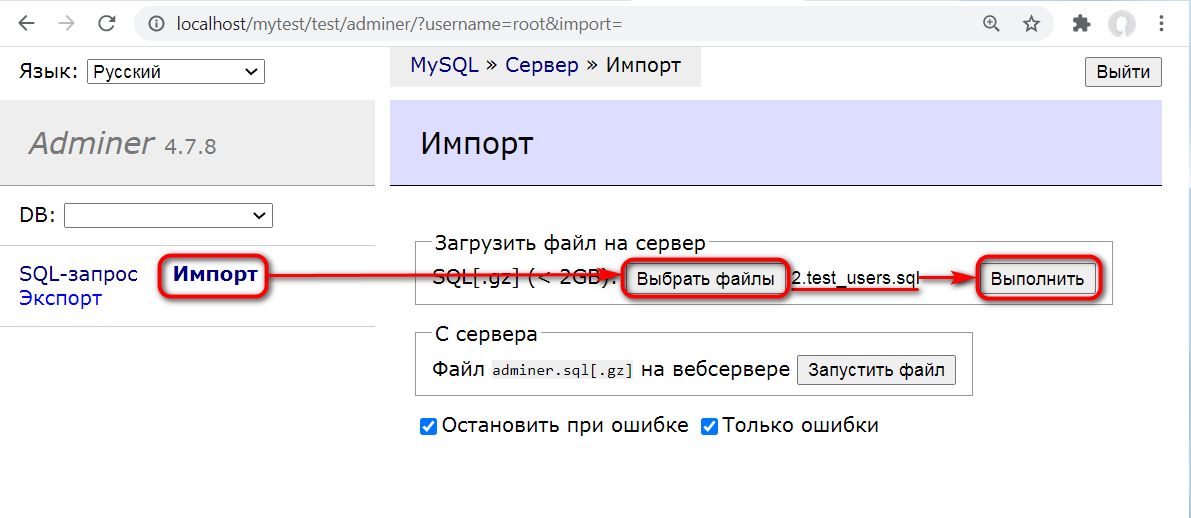 localhost/mytest/test/adminer/?username=root&import=
Язык: Русский
MySQL » Сервер » Импорт
Выйти
Adminer 4.7.8
Импорт
DB:
SQL-запрос Импорт
Экспорт
Загрузить файл на сервер
SQL[.gz] (< 2GB): Выбрать файлы 2.test_users.sql Выполнить
С сервера
Файл adminer.sql[.gz] на вебсервере Запустить файл
Остановить при ошибке Только ошибки